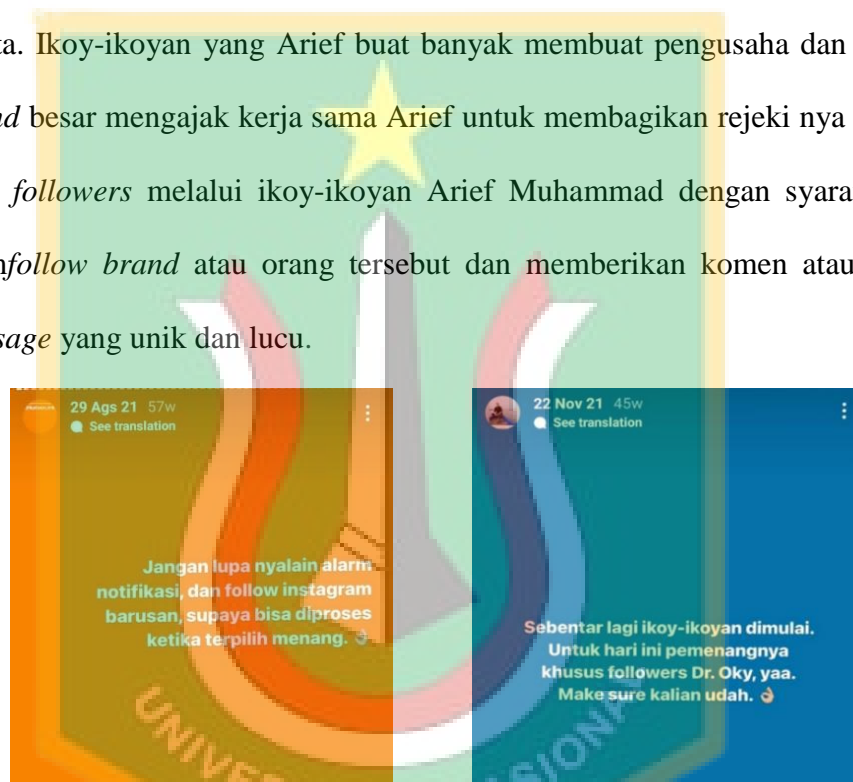 ta. Ikoy-ikoyan yang Arief buat banyak membuat pengusaha dan
nd besar mengajak kerja sama Arief untuk membagikan rejeki nya
followers melalui ikoy-ikoyan Arief Muhammad dengan syara
nfollow brand atau orang tersebut dan memberikan komen atau
sage yang unik dan lucu.
29 Ags 21 57w
See translation
Jangan lupa nyalain alarm
notifikasi, dan follow instagram
barusan, supaya bisa diproses
ketika terpilih menang. 👌🏼
22 Nov 21 45w
See translation
Sebentar lagi ikoy-ikoyan dimulai.
Untuk hari ini pemenangnya
khusus followers Dr. Oky, yaa.
Make sure kalian udah. 👌🏼
UNIVE
SIONA